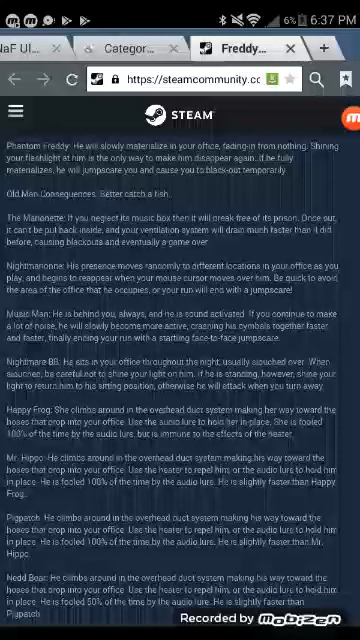 6% 6:37 PM
NaF UI...
Categor...
Freddy...
https://steamcommunity.cc
STEAM
Phantom Freddy: He will slowly materialize in your office, fading-in from nothing. Shining
your flashlight at him is the only way to make him disappear again. If he fully
materializes, he will jumpscare you and cause you to black-out temporarily.
Old Man Consequences: Better catch a fish.
The Marionette: If you neglect its music box then it will break free of its prison. Once out,
it can't be put back inside, and your ventilation system will drain much faster than it did
before, causing blackouts and eventually a game over.
Nightmarionne: His presence moves randomly to different locations in your office as you
play, and begins to reappear when your mouse cursor moves over him. Be quick to avoid
the area of the office that he occupies, or your run will end with a jumpscare!
Music Man: He is behind you, always, and he is sound activated. If you continue to make
a lot of noise, he will slowly become more active, crashing his cymbals together faster
and faster, finally ending your run with a startling face-to-face jumpscare.
Nightmare BB: He sits in your office throughout the night, usually slouched over. When
slouched, be careful not to shine your light on him. If he is standing, however, shine your
light to return him to his sitting position, otherwise he will attack when you turn away.
Happy Frog: She climbs around in the overhead duct system making her way toward the
hoses that drop into your office. Use the audio lure to hold her in place. She is fooled
100% of the time by the audio lure, but is immune to the effects of the heater.
Mr. Hippo: He climbs around in the overhead duct system making his way toward the
hoses that drop into your office. Use the heater to repel him, or the audio lure to hold him
in place. He is fooled 100% of the time by the audio lure. He is slightly faster than Happy
Frog.
Pigpatch: He climbs around in the overhead duct system making his way toward the
hoses that drop into your office. Use the heater to repel him, or the audio lure to hold him
in place. He is fooled 100% of the time by the audio lure. He is slightly faster than Mr.
Hippo.
Nedd Bear: He climbs around in the overhead duct system making his way toward the
hoses that drop into your office. Use the heater to repel him, or the audio lure to hold him
in place. He is fooled 50% of the time by the audio lure. He is slightly faster than
Pigpatch.
Recorded by mobizen